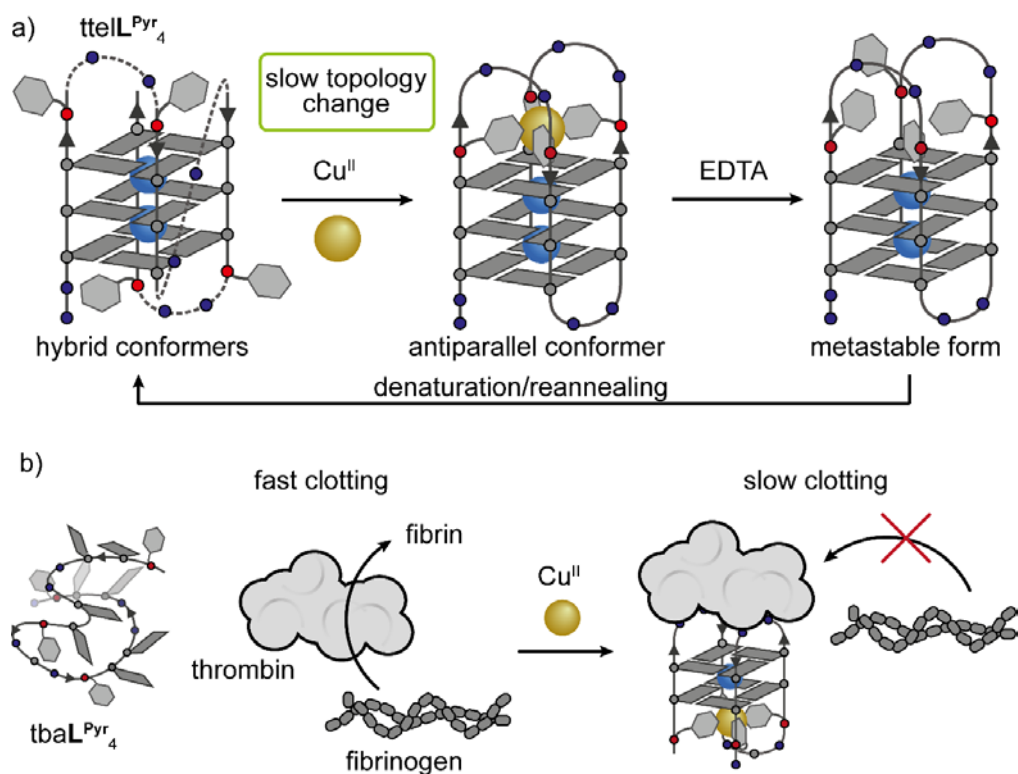 a)
ttelL^Pyr_4
slow topology
change
Cu^II
EDTA
hybrid conformers
antiparallel conformer
metastable form
denaturation/reannealing
b)
fast clotting
slow clotting
fibrin
Cu^II
thrombin
tbaL^Pyr_4
fibrinogen